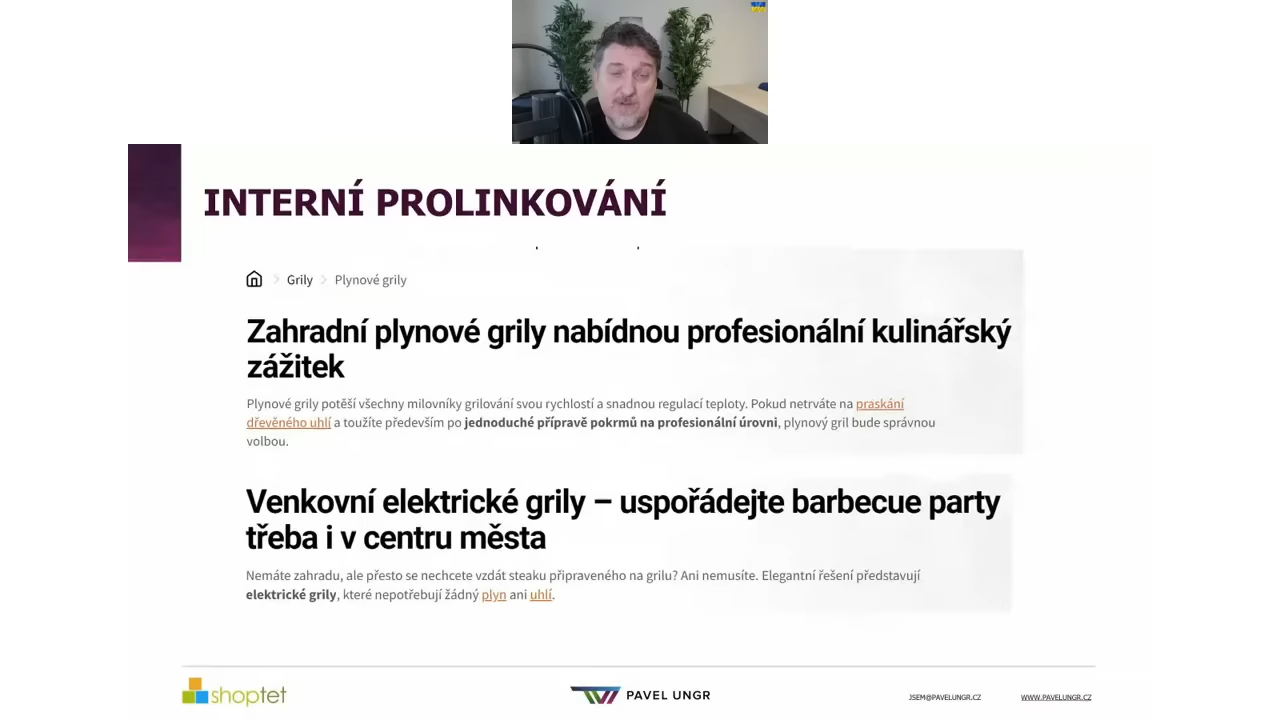 INTERNÍ PROLINKOVÁNÍ
Grily > Plynové grily
Zahradní plynové grily nabídnou profesionální kulinářský
zážitek
Plynové grily potěší všechny milovníky grilování svou rychlostí a snadnou regulací teploty. Pokud netrváte na praskání
dřevěného uhlí a toužíte především po jednoduché přípravě pokrmů na profesionální úrovni, plynový gril bude správnou
volbou.
Venkovní elektrické grily – uspořádejte barbecue party
třeba i v centru města
Nemáte zahradu, ale přesto se nechcete vzdát steaku připraveného na grilu? Ani nemusíte. Elegantní řešení představují
elektrické grily, které nepotřebují žádný plyn ani uhlí.
shoptet
PAVEL UNGR
JSEM@PAVELUNGR.CZ
WWW.PAVELUNGR.CZ